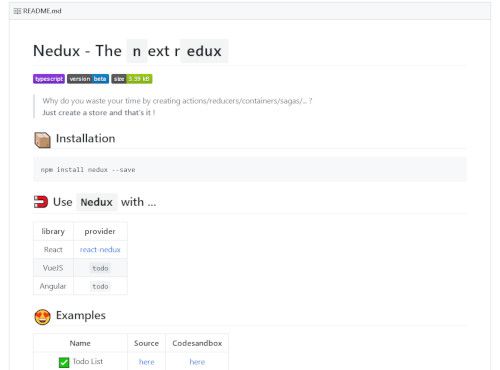 README.md
Nedux - The next redux
typescript version beta size 3.39 kB
Why do you waste your time by creating actions/reducers/containers/sagas/... ?
Just create a store and that's it !
Installation
npm install nedux --save
Use Nedux with ...
library provider
React react-nedux
VueJS todo
Angular todo
Examples
Name Source Codesandbox
Todo List here here